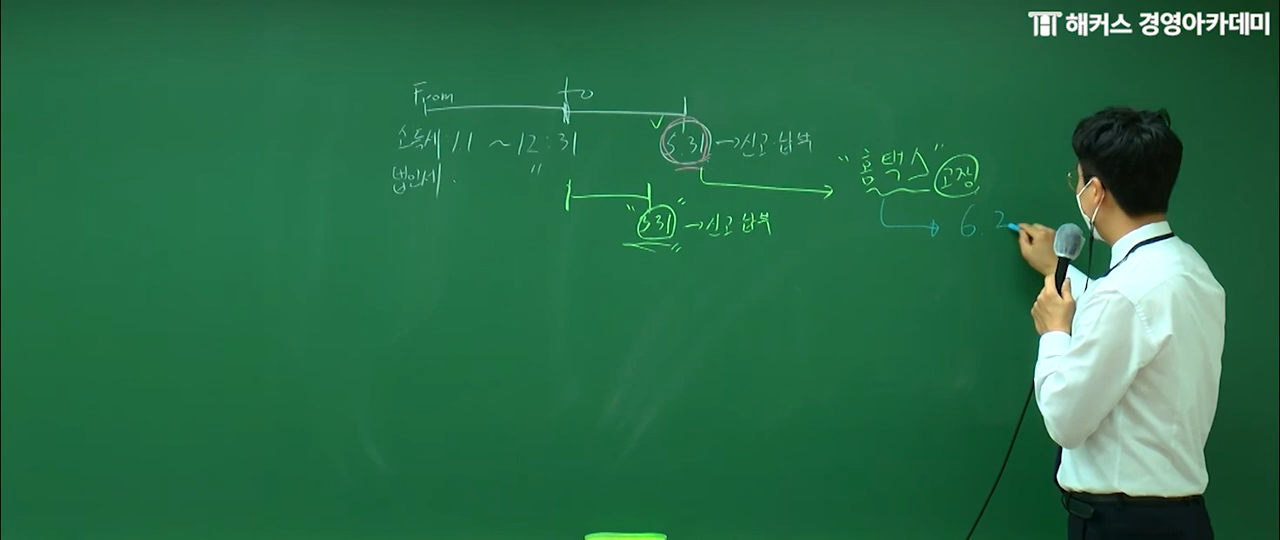 해커스 경영아카데미
From to
소득세 1.1 ~ 12.31 5.31 → 신고 납부
법인세 . "
"3.31" → 신고 납부
"홈택스" 고장
6.2